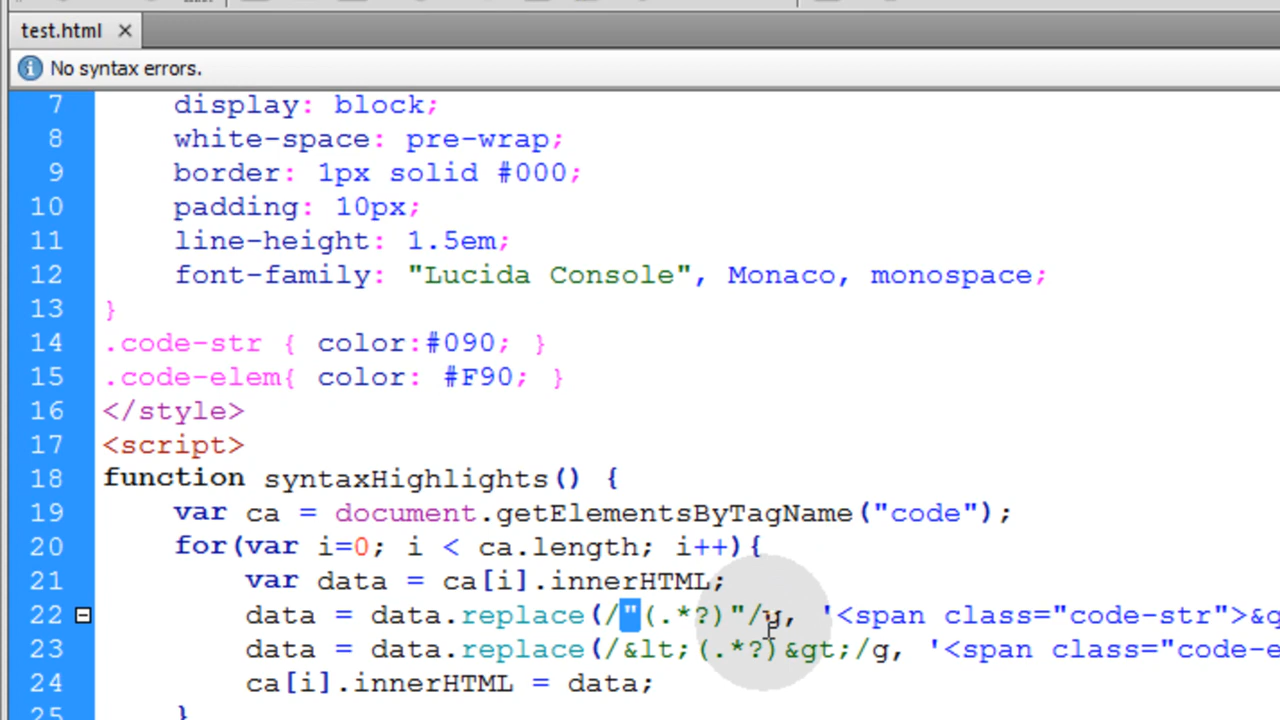 test.html ×
No syntax errors.
7 display: block;
8 white-space: pre-wrap;
9 border: 1px solid #000;
10 padding: 10px;
11 line-height: 1.5em;
12 font-family: "Lucida Console", Monaco, monospace;
13 }
14 .code-str { color:#090; }
15 .code-elem{ color: #F90; }
16 </style>
17 <script>
18 function syntaxHighlights() {
19 var ca = document.getElementsByTagName("code");
20 for(var i=0; i < ca.length; i++){
21 var data = ca[i].innerHTML;
22 data = data.replace(/"(.*?)"/g, '<span class="code-str">&q
23 data = data.replace(/&lt;(.*?)&gt;/g, '<span class="code-e
24 ca[i].innerHTML = data;
25 }